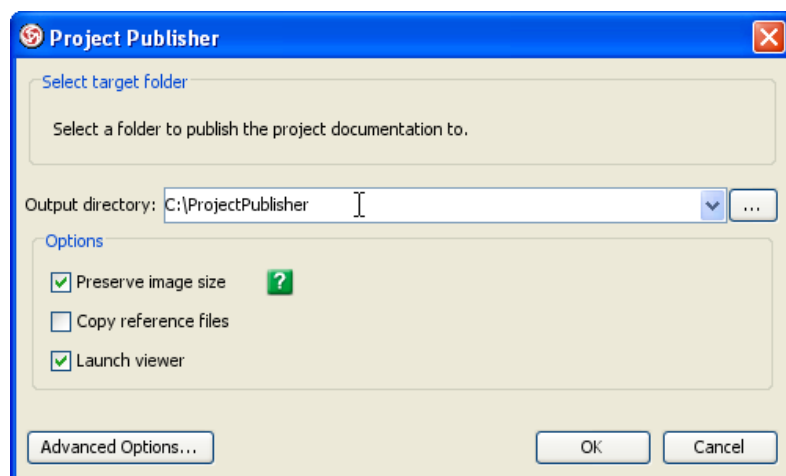 Project Publisher
Select target folder
Select a folder to publish the project documentation to.
Output directory: C:\ProjectPublisher ...
Options
Preserve image size ?
Copy reference files
Launch viewer
Advanced Options... OK Cancel